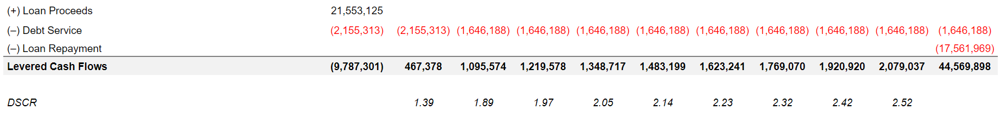 (+) Loan Proceeds 21,553,125
(–) Debt Service (2,155,313) (2,155,313) (1,646,188) (1,646,188) (1,646,188) (1,646,188) (1,646,188) (1,646,188) (1,646,188) (1,646,188) (1,646,188)
(–) Loan Repayment (17,561,969)
Levered Cash Flows (9,787,301) 467,378 1,095,574 1,219,578 1,348,717 1,483,199 1,623,241 1,769,070 1,920,920 2,079,037 44,569,898
DSCR 1.39 1.89 1.97 2.05 2.14 2.23 2.32 2.42 2.52